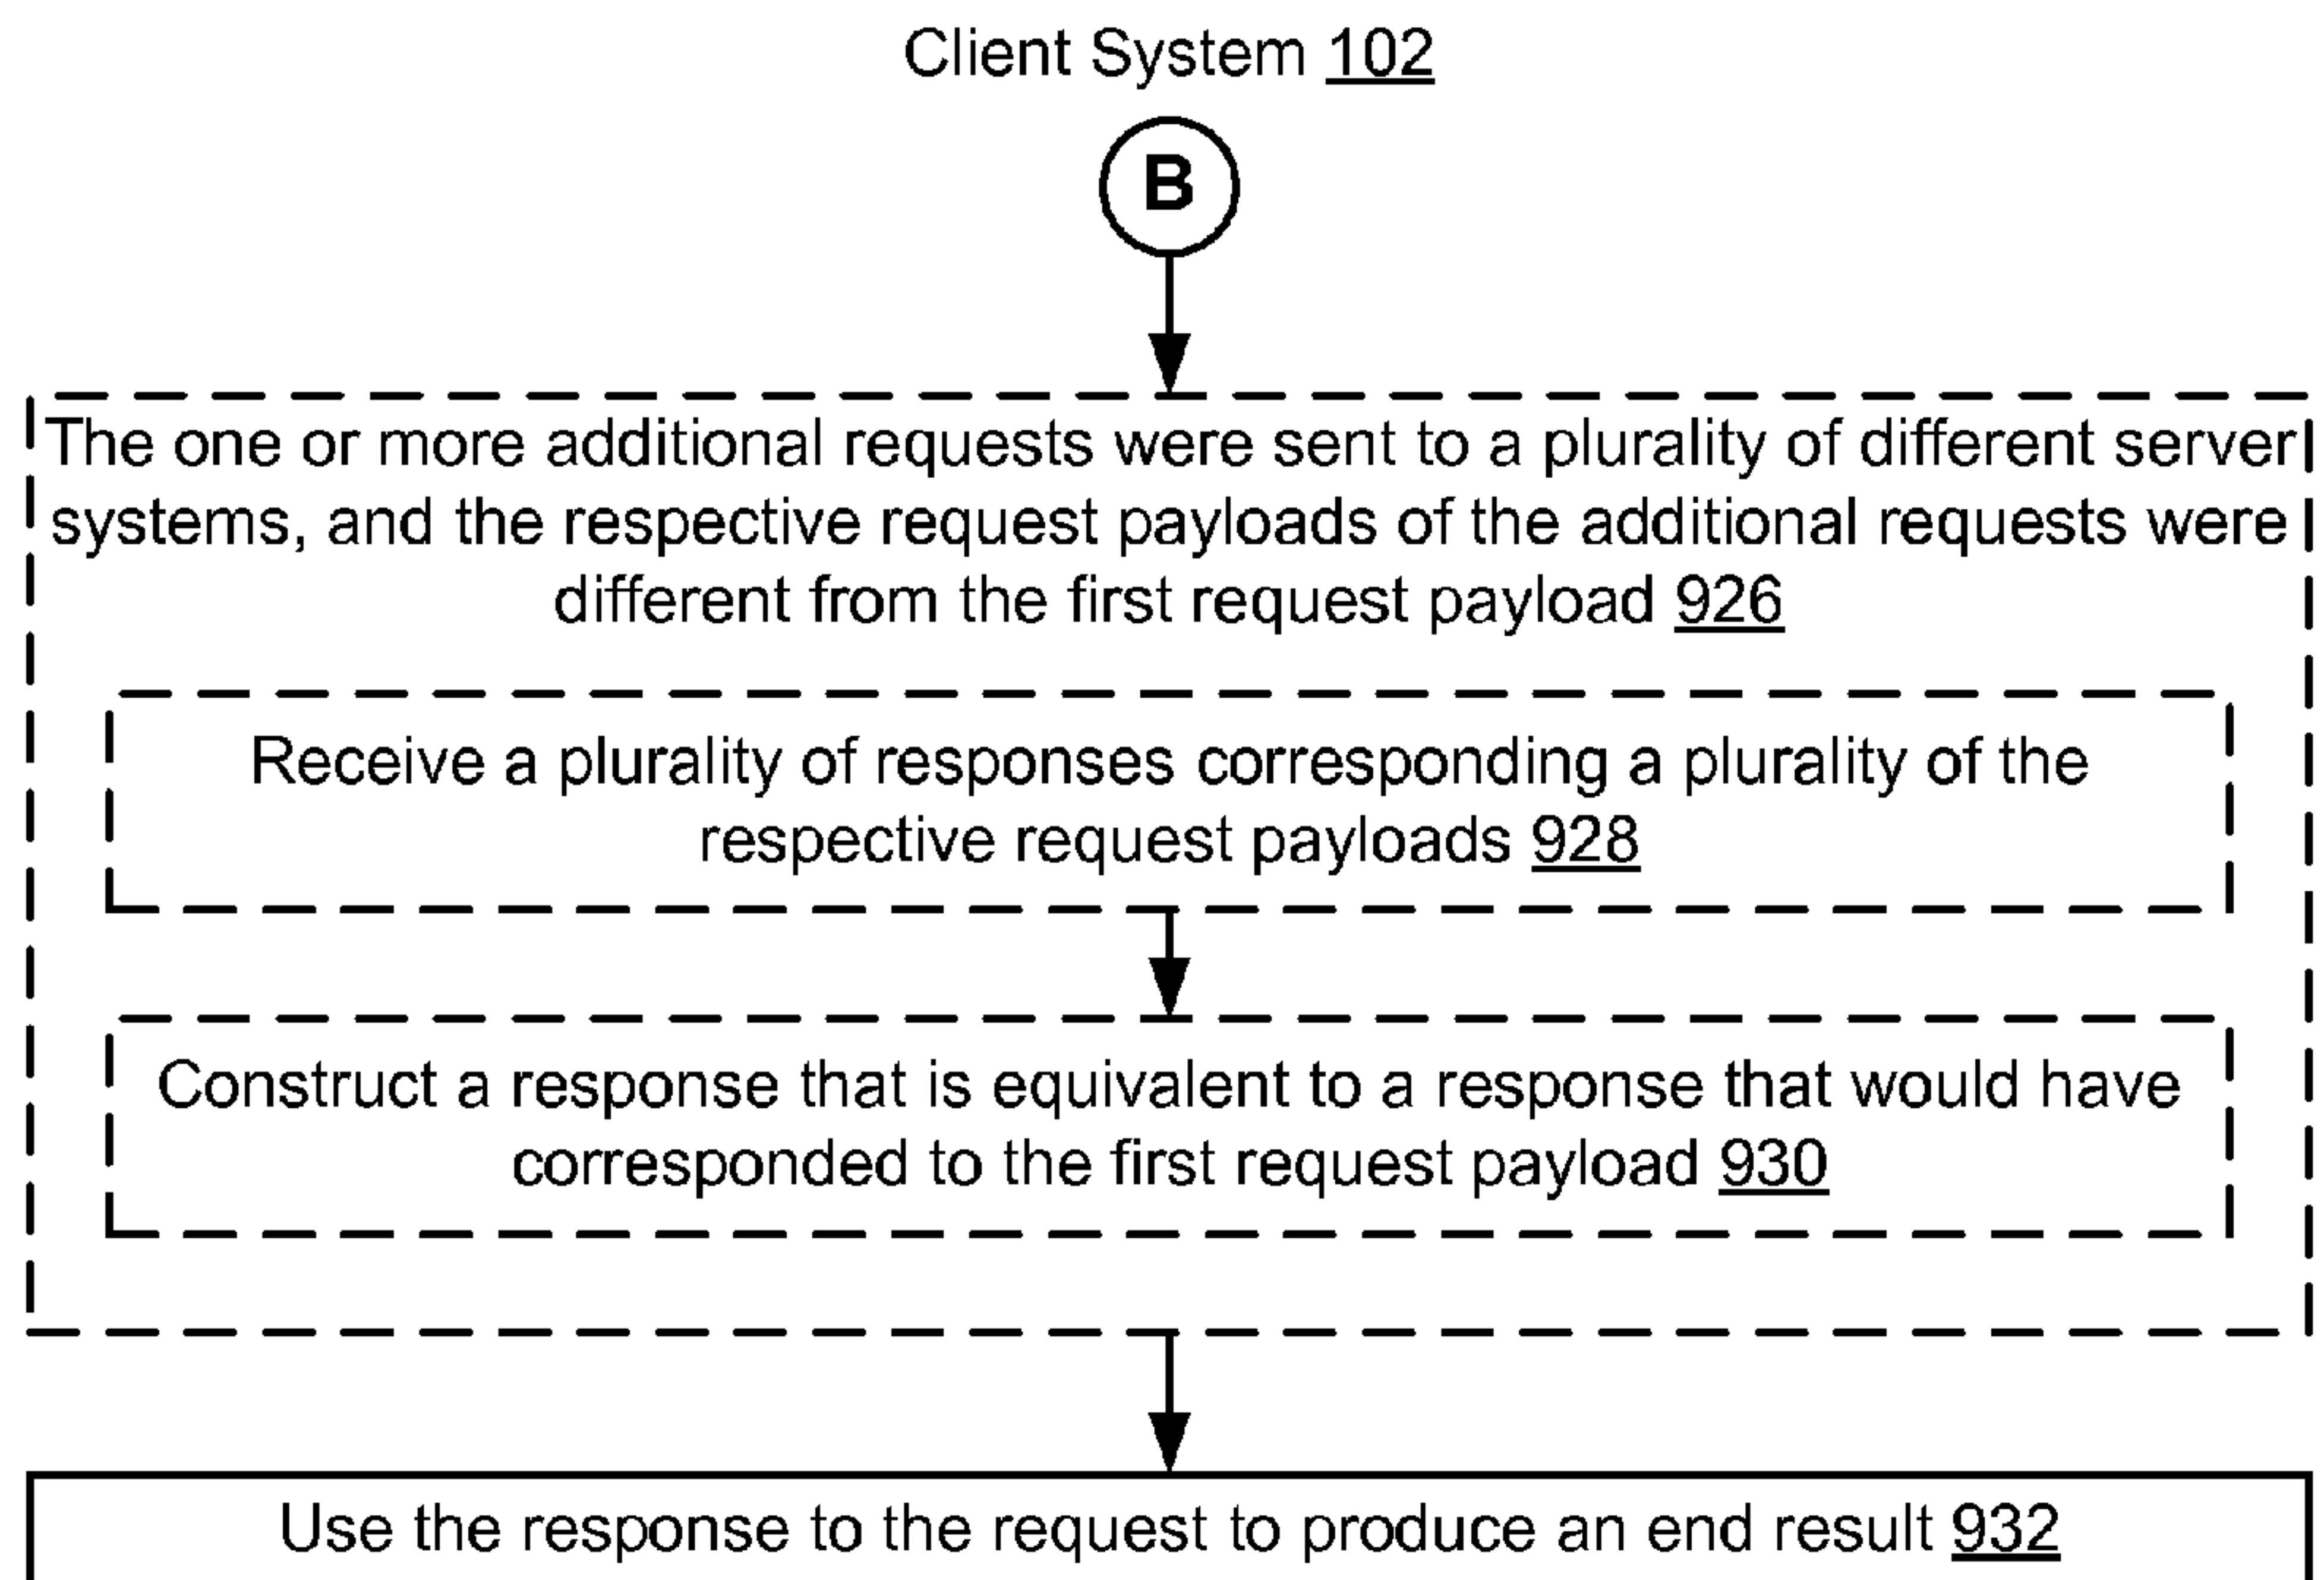 Client System 102
B
The one or more additional requests were sent to a plurality of different server
systems, and the respective request payloads of the additional requests were
different from the first request payload 926
Receive a plurality of responses corresponding a plurality of the
respective request payloads 928
Construct a response that is equivalent to a response that would have
corresponded to the first request payload 930
Use the response to the request to produce an end result 932